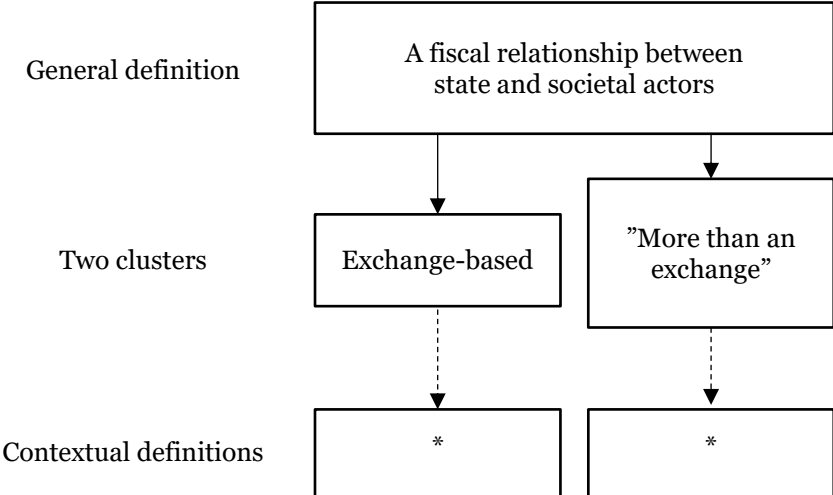 General definition
A fiscal relationship between
state and societal actors
Two clusters
Exchange-based
”More than an
exchange”
Contextual definitions
*
*